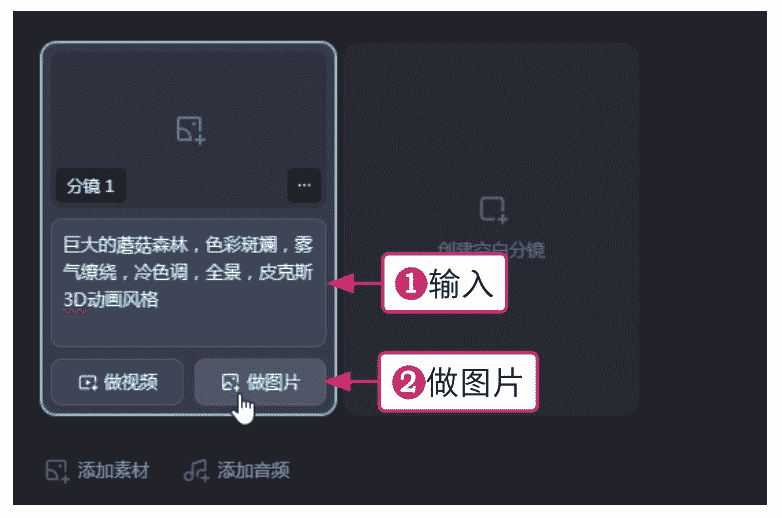 分镜 1
...
巨大的蘑菇森林，色彩斑斓，雾
气缭绕，冷色调，全景，皮克斯
3D动画风格
做视频
做图片
创建空白分镜
❶输入
❷做图片
添加素材
添加音频